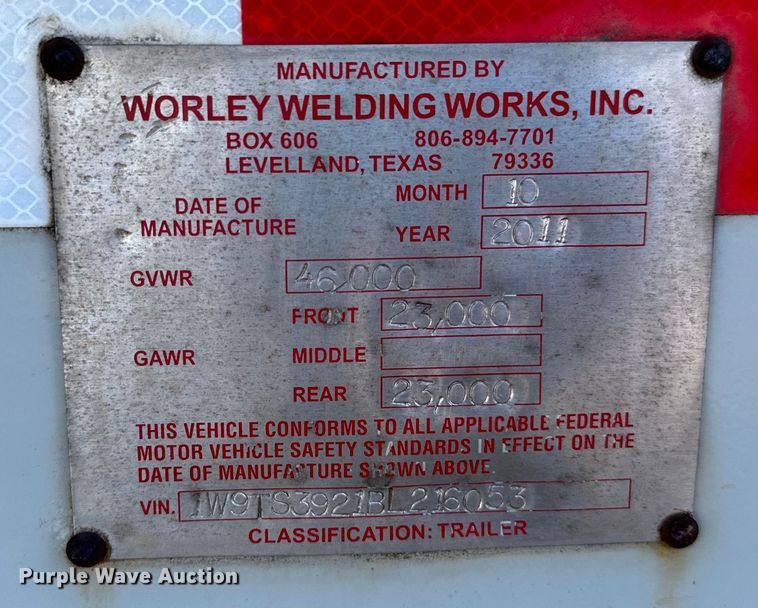 MANUFACTURED BY
WORLEY WELDING WORKS, INC.
BOX 606 806-894-7701
LEVELLAND, TEXAS 79336
DATE OF MANUFACTURE
MONTH 10
YEAR 2011
GVWR 46,000
GAWR
FRONT 23,000
MIDDLE
REAR 23,000
THIS VEHICLE CONFORMS TO ALL APPLICABLE FEDERAL
MOTOR VEHICLE SAFETY STANDARDS IN EFFECT ON THE
DATE OF MANUFACTURE SHOWN ABOVE.
VIN. 1W9TS3921BL216053
CLASSIFICATION: TRAILER
Purple Wave Auction